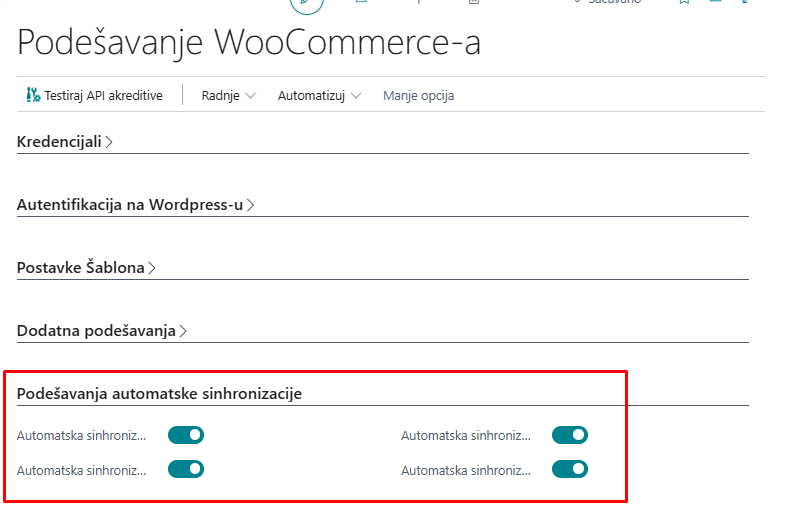 Sačuvano
Podešavanje WooCommerce-a
Testiraj API akreditive Radnje Automatizuj Manje opcija
Kredencijali
Autentifikacija na Wordpress-u
Postavke Šablona
Dodatna podešavanja
Podešavanja automatske sinhronizacije
Automatska sinhroniz... Automatska sinhroniz...
Automatska sinhroniz... Automatska sinhroniz...